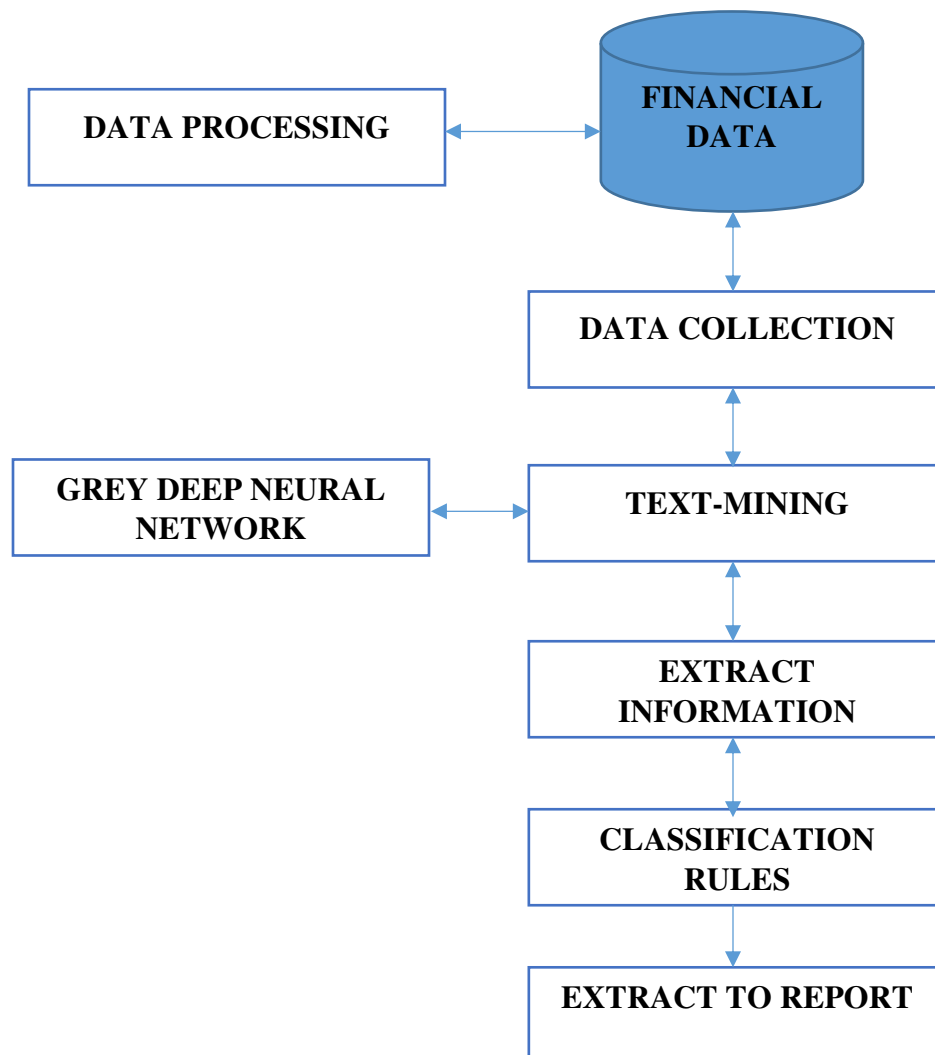 FINANCIAL
DATA
DATA PROCESSING
DATA COLLECTION
GREY DEEP NEURAL
NETWORK
TEXT-MINING
EXTRACT
INFORMATION
CLASSIFICATION
RULES
EXTRACT TO REPORT